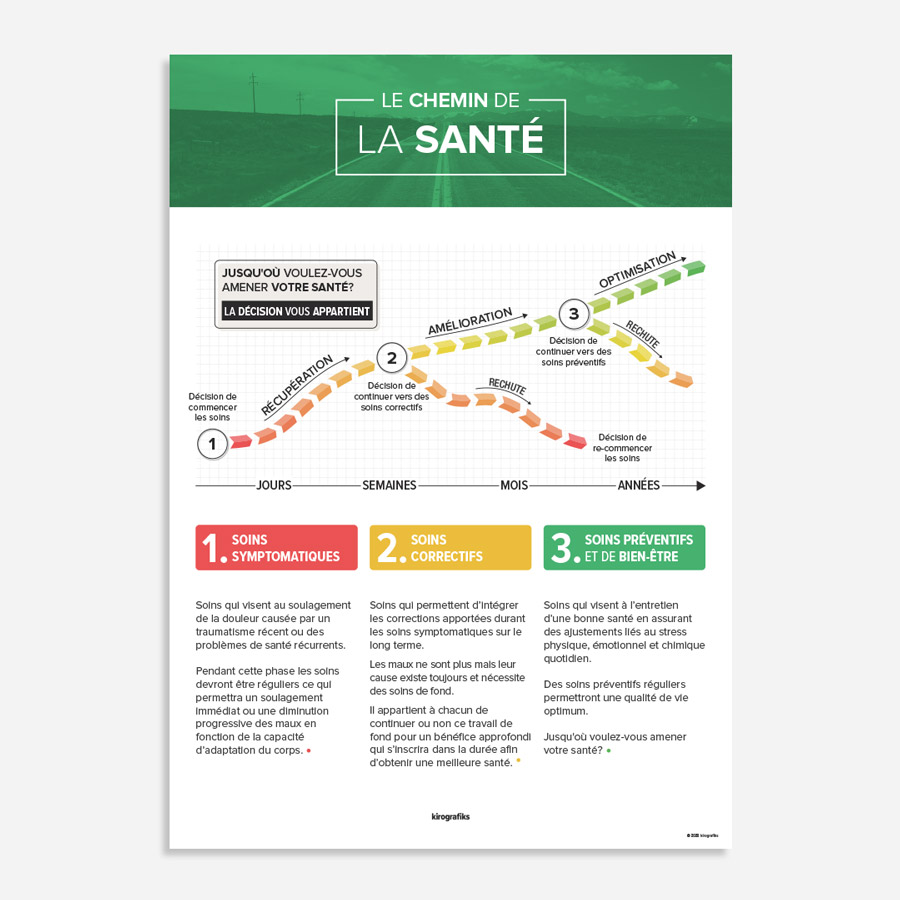 LE CHEMIN DE
LA SANTÉ
JUSQU'OÙ VOULEZ-VOUS
AMENER VOTRE SANTÉ?
LA DÉCISION VOUS APPARTIENT
OPTIMISATION
AMÉLIORATION
3
RECHUTE
Décision de
continuer vers des
soins préventifs
RÉCUPÉRATION
2
Décision de
continuer vers des
soins correctifs
RECHUTE
Décision de
commencer
les soins
1
Décision de
re-commencer
les soins
JOURS
SEMAINES
MOIS
ANNÉES
1. SOINS
SYMPTOMATIQUES
2. SOINS
CORRECTIFS
3. SOINS PRÉVENTIFS
ET DE BIEN-ÊTRE
Soins qui visent au soulagement
de la douleur causée par un
traumatisme récent ou des
problèmes de santé récurrents.
Pendant cette phase les soins
devront être réguliers ce qui
permettra un soulagement
immédiat ou une diminution
progressive des maux en
fonction de la capacité
d'adaptation du corps.
Soins qui permettent d'intégrer
les corrections apportées durant
les soins symptomatiques sur le
long terme.
Les maux ne sont plus mais leur
cause existe toujours et nécessite
des soins de fond.
Il appartient à chacun de
continuer ou non ce travail de
fond pour un bénéfice approfondi
qui s'inscrira dans la durée afin
d'obtenir une meilleure santé.
Soins qui visent à l'entretien
d'une bonne santé en assurant
des ajustements liés au stress
physique, émotionnel et chimique
quotidien.
Des soins préventifs réguliers
permettront une qualité de vie
optimum.
Jusqu'où voulez-vous amener
votre santé?
kirografiks
kirografiks